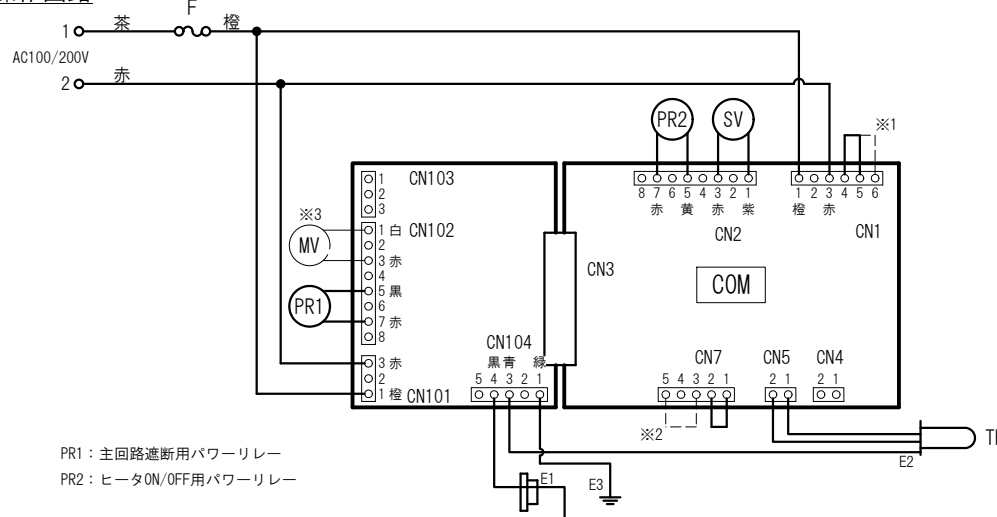 F
1 茶 橙
AC100/200V
2 赤
PR2 SV ※1
8 7 6 5 4 3 2 1
赤 黄 赤 紫
CN2
1 2 3 4 5 6
橙 赤
CN1
CN103
1
2
3
※3
MV
CN102
1 白
2
3 赤
4
5 黒
6
7 赤
8
PR1
CN3
COM
CN104
黒 青 緑
5 4 3 2 1
3 赤
2
1 橙
CN101
CN7
5 4 3 2 1
※2
CN5
2 1
CN4
2 1
E1
E3
E2
PR1：主回路遮断用パワーリレー
PR2：ヒータON/OFF用パワーリレー